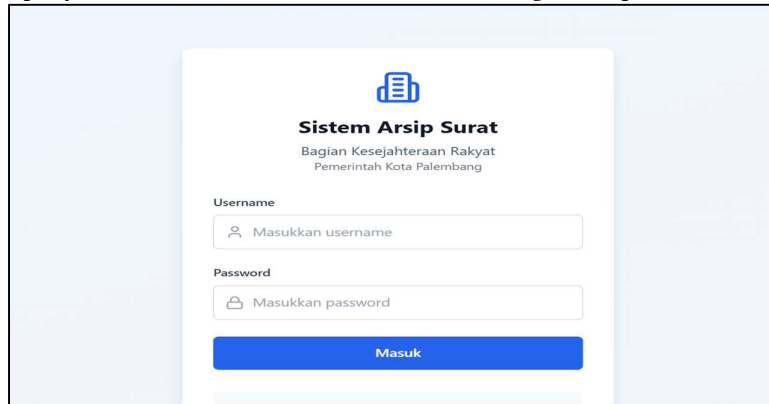 Sistem Arsip Surat
Bagian Kesejahteraan Rakyat
Pemerintah Kota Palembang
Username
Masukkan username
Password
Masukkan password
Masuk